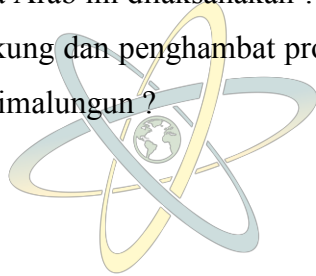 a Arab ini dilaksanakan ?
kung dan penghambat pro
imalungun ?